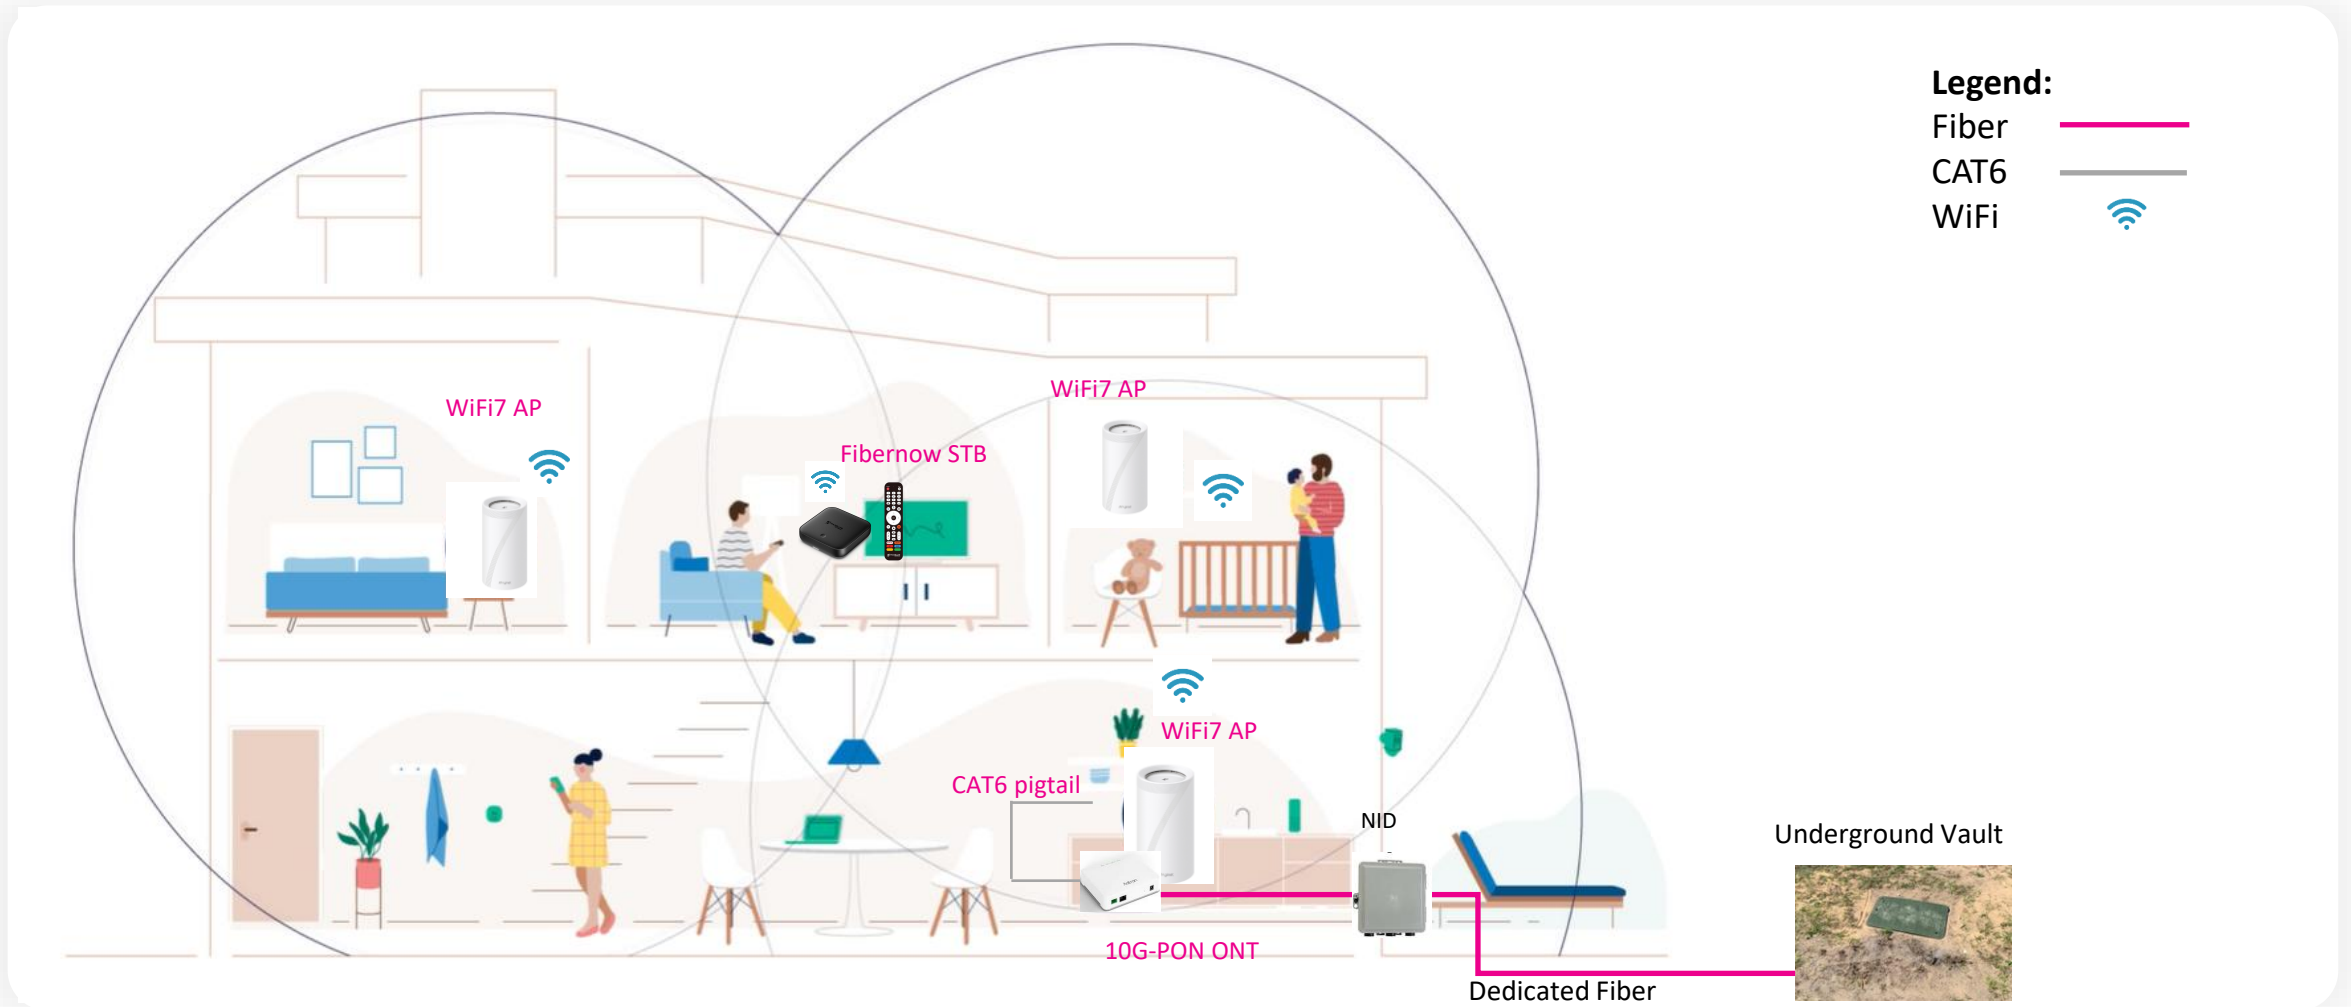 Legend:
Fiber
CAT6
WiFi
WiFi7 AP
WiFi7 AP
Fibernow STB
WiFi7 AP
CAT6 pigtail
NID
Underground Vault
10G-PON ONT
Dedicated Fiber